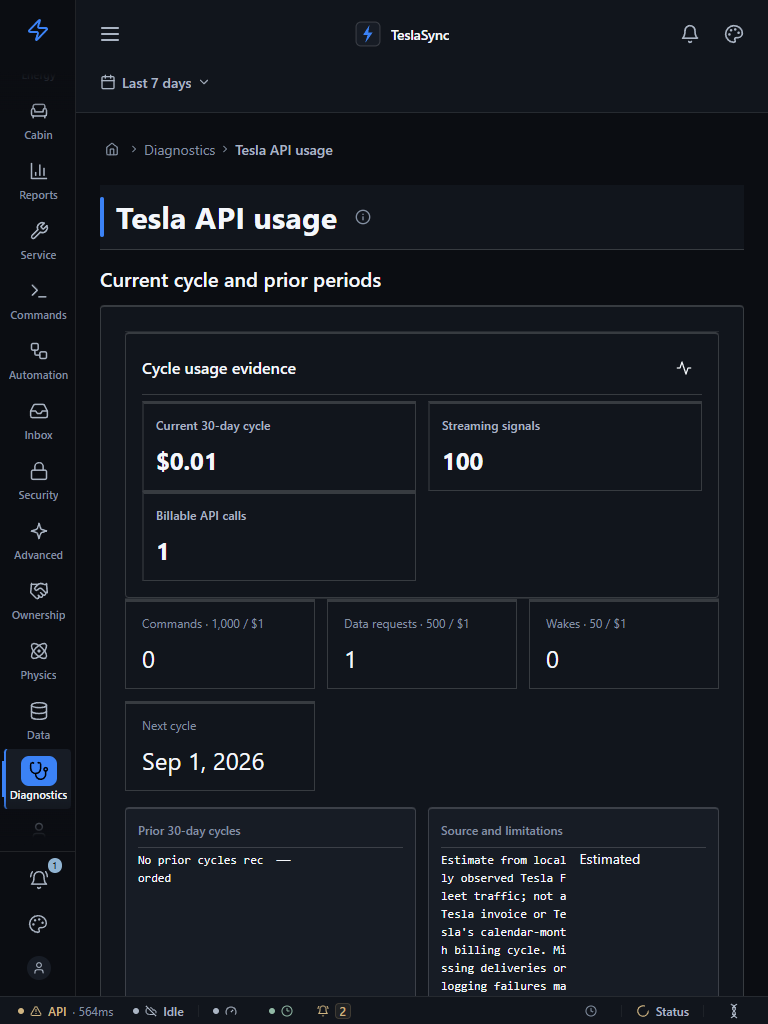 TeslaSync
Last 7 days
Cabin
Reports
Service
Commands
Automation
Inbox
Security
Advanced
Ownership
Physics
Data
Diagnostics
1
Diagnostics
Tesla API usage
Tesla API usage
Current cycle and prior periods
Cycle usage evidence
Current 30-day cycle
$0.01
Streaming signals
100
Billable API calls
1
Commands · 1,000 / $1
0
Data requests · 500 / $1
1
Wakes · 50 / $1
0
Next cycle
Sep 1, 2026
Prior 30-day cycles
No prior cycles rec —
orded
Source and limitations
Estimate from local Estimated
ly observed Tesla F
leet traffic; not a
Tesla invoice or Te
sla's calendar-mont
h billing cycle. Mi
ssing deliveries or
logging failures ma
API · 564ms
Idle
2
Status